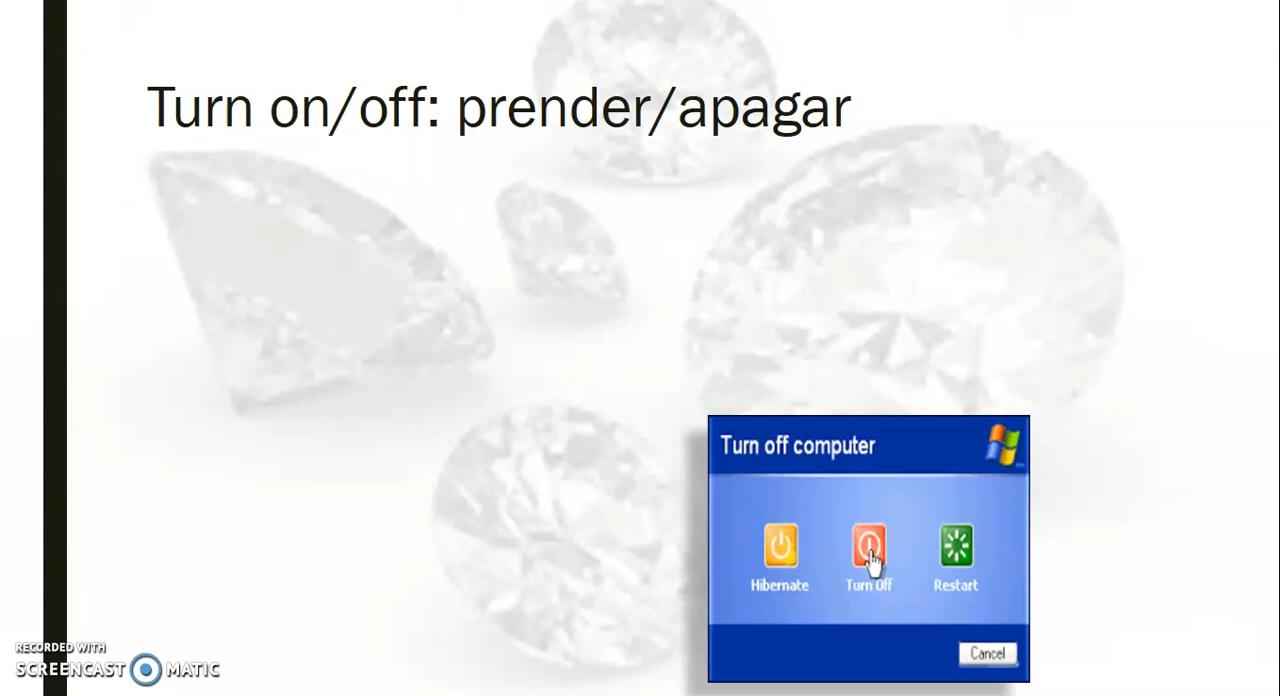 Turn on/off: prender/apagar
Turn off computer
Hibernate
Turn Off
Restart
Cancel
RECORDED WITH
SCREENCAST MATIC